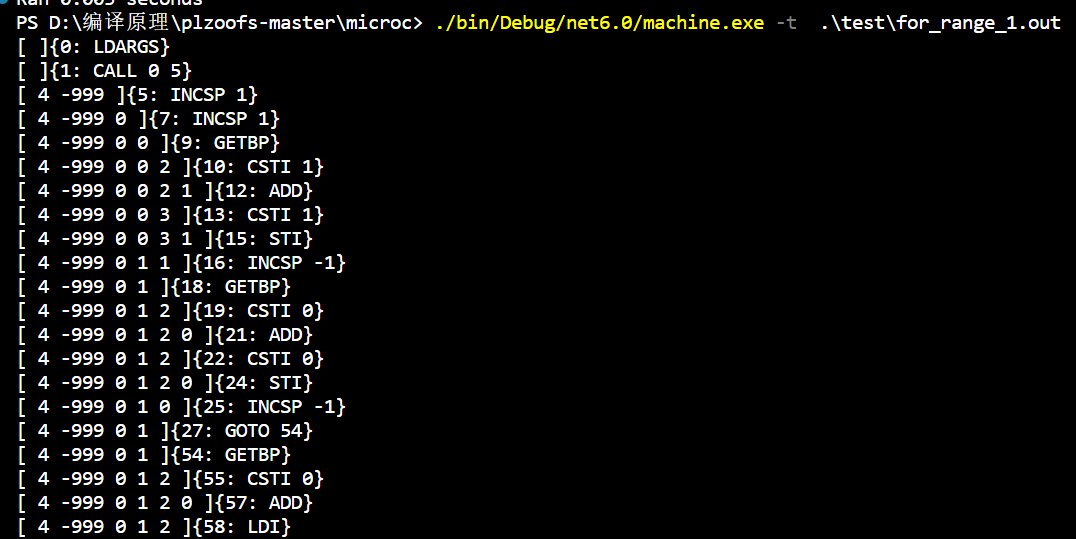 Ran 0.003 seconds
PS D:\编译原理\plzoofs-master\microc> ./bin/Debug/net6.0/machine.exe -t  .\test\for_range_1.out
[ ]{0: LDARGS}
[ ]{1: CALL 0 5}
[ 4 -999 ]{5: INCSP 1}
[ 4 -999 0 ]{7: INCSP 1}
[ 4 -999 0 0 ]{9: GETBP}
[ 4 -999 0 0 2 ]{10: CSTI 1}
[ 4 -999 0 0 2 1 ]{12: ADD}
[ 4 -999 0 0 3 ]{13: CSTI 1}
[ 4 -999 0 0 3 1 ]{15: STI}
[ 4 -999 0 1 1 ]{16: INCSP -1}
[ 4 -999 0 1 ]{18: GETBP}
[ 4 -999 0 1 2 ]{19: CSTI 0}
[ 4 -999 0 1 2 0 ]{21: ADD}
[ 4 -999 0 1 2 ]{22: CSTI 0}
[ 4 -999 0 1 2 0 ]{24: STI}
[ 4 -999 0 1 0 ]{25: INCSP -1}
[ 4 -999 0 1 ]{27: GOTO 54}
[ 4 -999 0 1 ]{54: GETBP}
[ 4 -999 0 1 2 ]{55: CSTI 0}
[ 4 -999 0 1 2 0 ]{57: ADD}
[ 4 -999 0 1 2 ]{58: LDI}